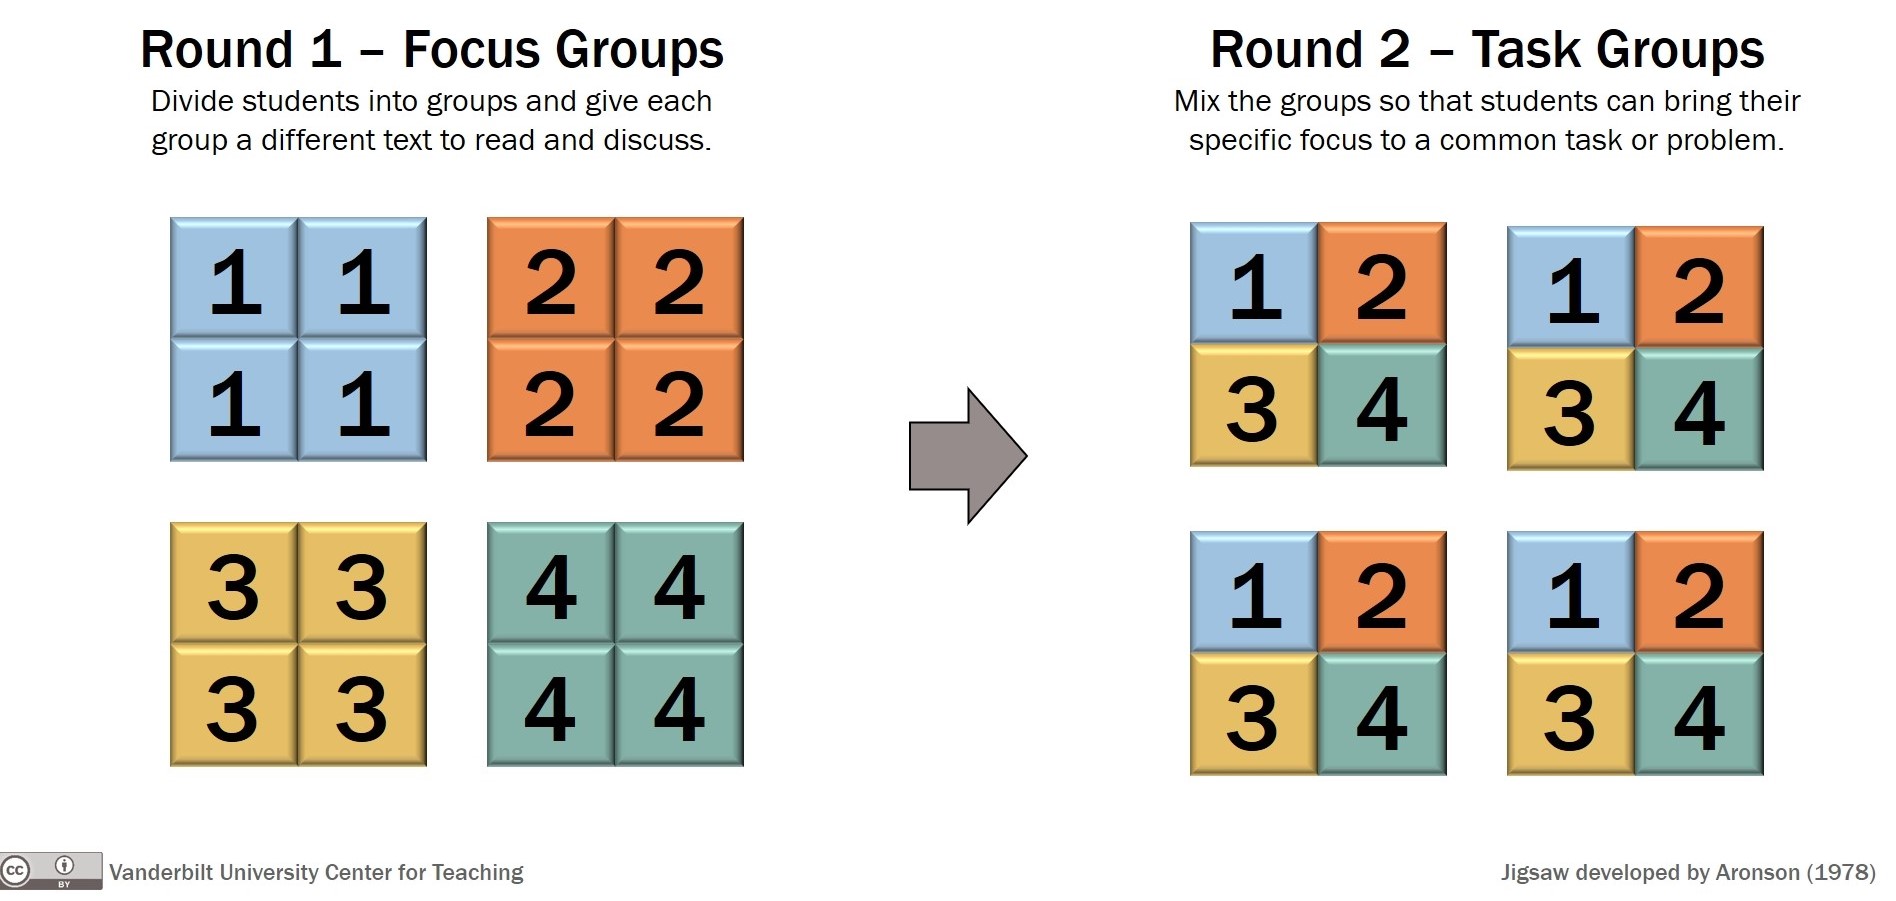 Round 1 – Focus Groups
Divide students into groups and give each
group a different text to read and discuss.
1 1 2 2
1 1 2 2
3 3 4 4
3 3 4 4
Round 2 – Task Groups
Mix the groups so that students can bring their
specific focus to a common task or problem.
1 2 1 2
3 4 3 4
1 2 1 2
3 4 3 4
cc BY Vanderbilt University Center for Teaching
Jigsaw developed by Aronson (1978)